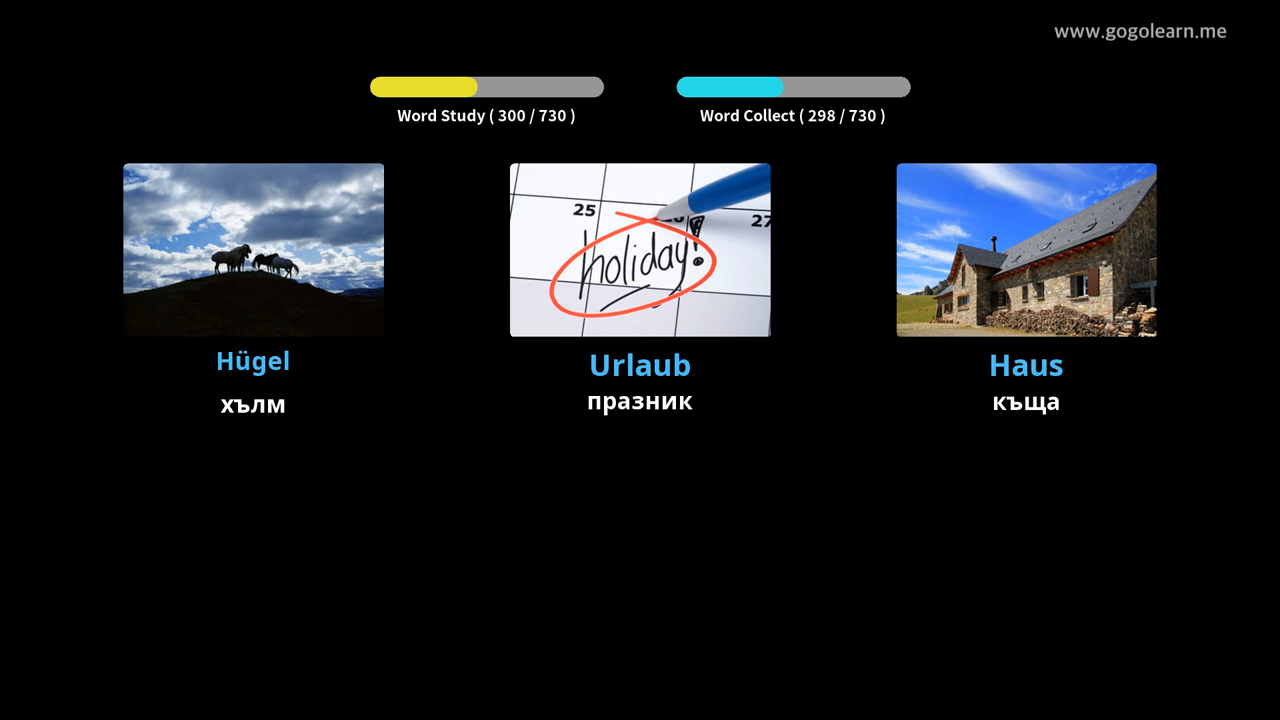 www.gogolearn.me
Word Study ( 300 / 730 )
Word Collect ( 298 / 730 )
25
27
holiday!
Hügel
Urlaub
Haus
хълм
празник
къща